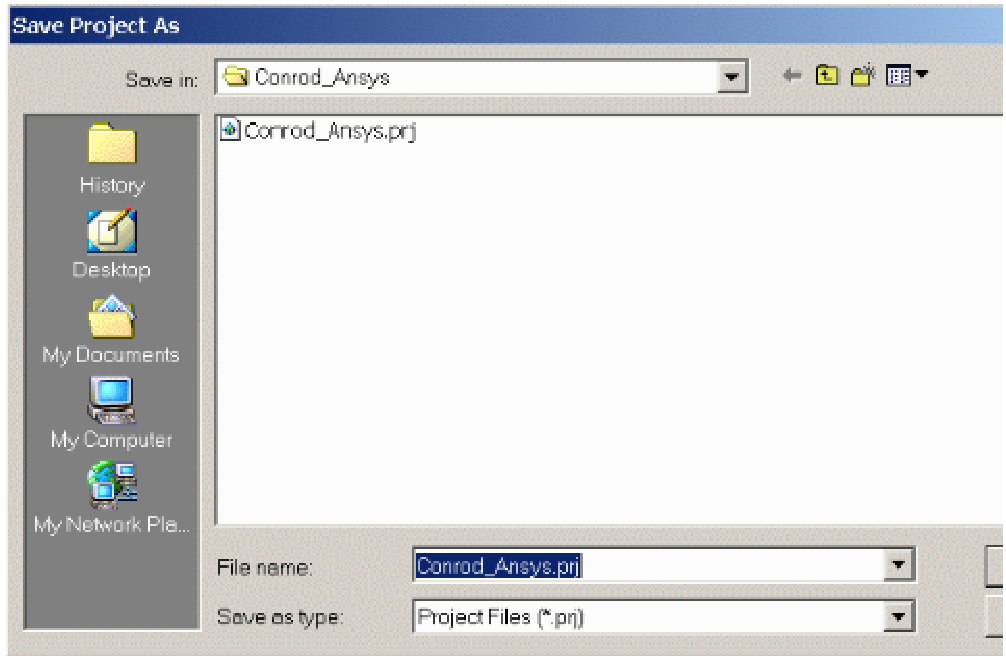 Save Project As
Save in: Conrod_Ansys
Conrod_Ansys.prj
History
Desktop
My Documents
My Computer
My Network Pla...
File name: Conrod_Ansys.prj
Save as type: Project Files (*.prj)